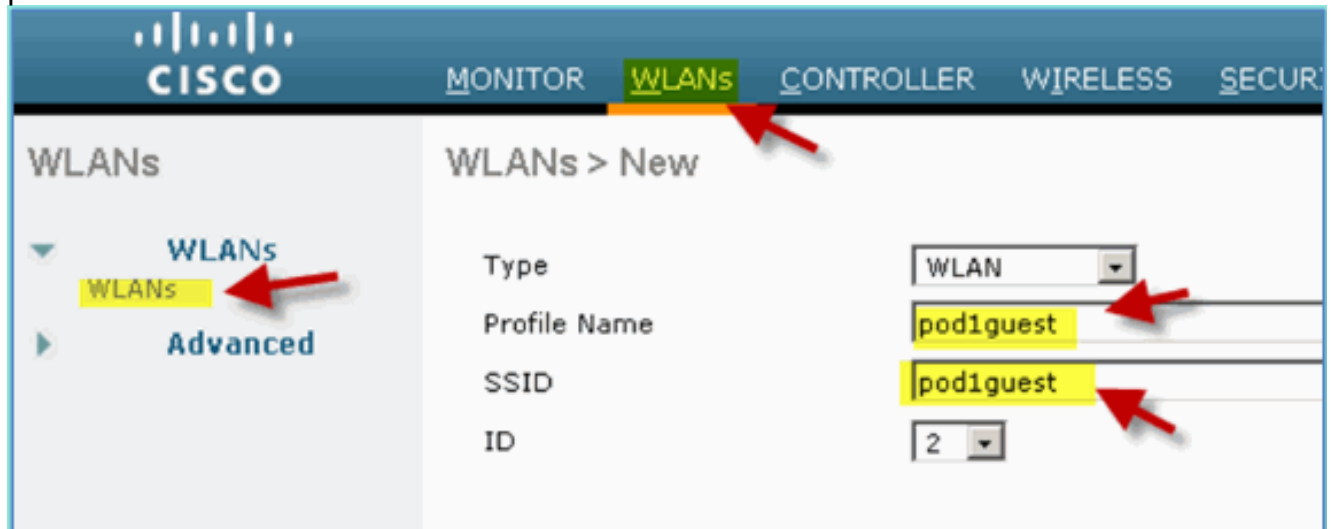 CISCO
MONITOR WLANs CONTROLLER WIRELESS
WLANs
WLANs > New
WLANs
WLANs
Advanced
Type WLAN
Profile Name pod1guest
SSID pod1guest
ID 2